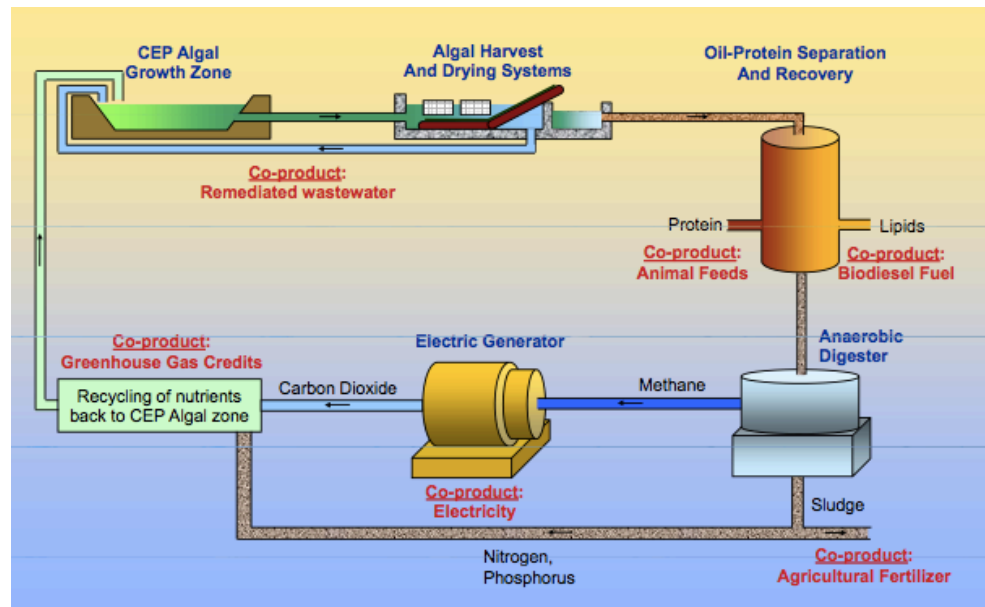 CEP Algal
Growth Zone
Algal Harvest
And Drying Systems
Oil-Protein Separation
And Recovery
Co-product:
Remediated wastewater
Protein
Lipids
Co-product:
Animal Feeds
Co-product:
Biodiesel Fuel
Anaerobic
Digester
Electric Generator
Co-product:
Greenhouse Gas Credits
Recycling of nutrients
back to CEP Algal zone
Carbon Dioxide
Methane
Co-product:
Electricity
Sludge
Nitrogen,
Phosphorus
Co-product:
Agricultural Fertilizer